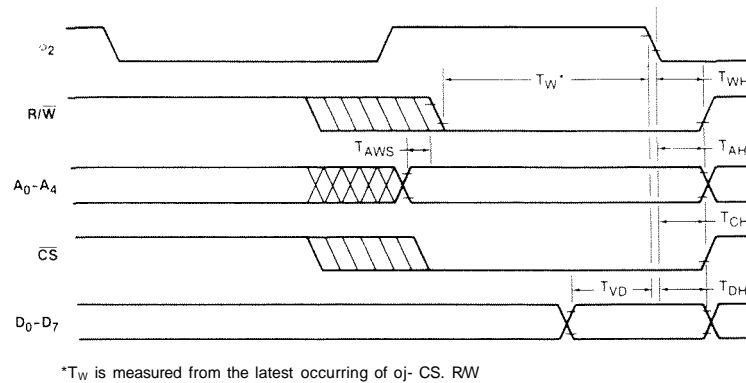 φ₂
T_W*
T_WH
R/W̅
T_AWS
T_AH
A₀-A₄
T_CH
C̅S̅
T_VD
T_DH
D₀-D₇
*T_W is measured from the latest occurring of oj- CS. RW